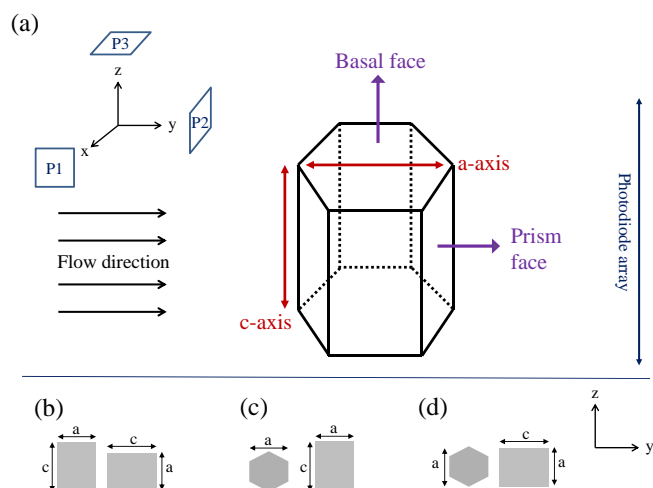 (a)
P3
z
y
P2
x
P1
Flow direction
Basal face
a-axis
Prism
face
c-axis
Photodiode array
(b)
a
c
c
a
(c)
a
a
c
(d)
c
a
a
z
y